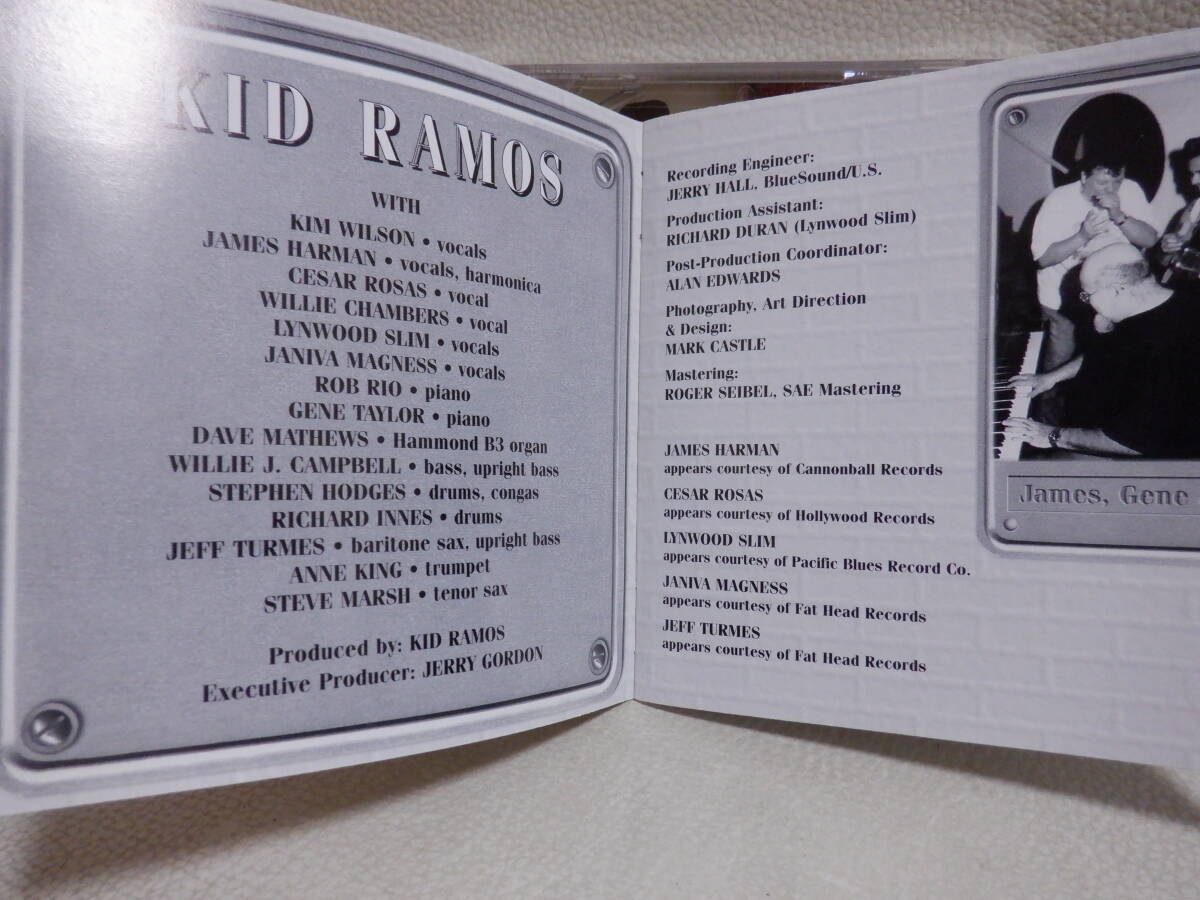 KID RAMOS
WITH
KIM WILSON • vocals
JAMES HARMAN • vocals, harmonica
CESAR ROSAS • vocal
WILLIE CHAMBERS • vocal
LYNWOOD SLIM • vocals
JANIVA MAGNESS • vocals
ROB RIO • piano
GENE TAYLOR • piano
DAVE MATHEWS • Hammond B3 organ
WILLIE J. CAMPBELL • bass, upright bass
STEPHEN HODGES • drums, congas
RICHARD INNES • drums
JEFF TURMES • baritone sax, upright bass
ANNE KING • trumpet
STEVE MARSH • tenor sax
Produced by: KID RAMOS
Executive Producer: JERRY GORDON
Recording Engineer:
JERRY HALL, BlueSound/U.S.
Production Assistant:
RICHARD DURAN (Lynwood Slim)
Post-Production Coordinator:
ALAN EDWARDS
Photography, Art Direction
& Design:
MARK CASTLE
Mastering:
ROGER SEIBEL, SAE Mastering
JAMES HARMAN
appears courtesy of Cannonball Records
CESAR ROSAS
appears courtesy of Hollywood Records
LYNWOOD SLIM
appears courtesy of Pacific Blues Record Co.
JANIVA MAGNESS
appears courtesy of Fat Head Records
JEFF TURMES
appears courtesy of Fat Head Records
James, Gene